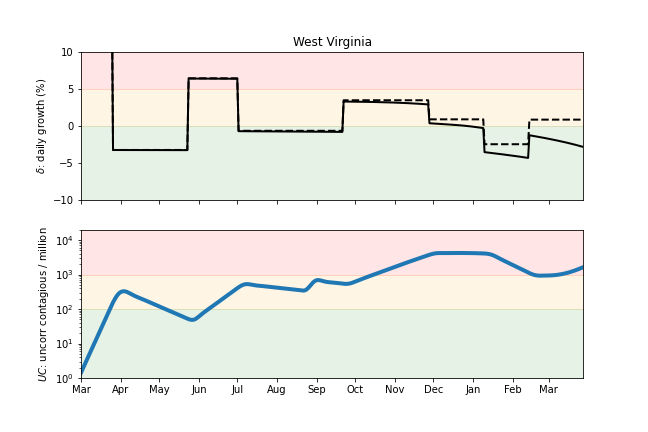 West Virginia
δ: daily growth (%)
10
5
0
−5
−10
UC: uncorr contagious / million
10⁴
10³
10²
10¹
10⁰
Mar Apr May Jun Jul Aug Sep Oct Nov Dec Jan Feb Mar